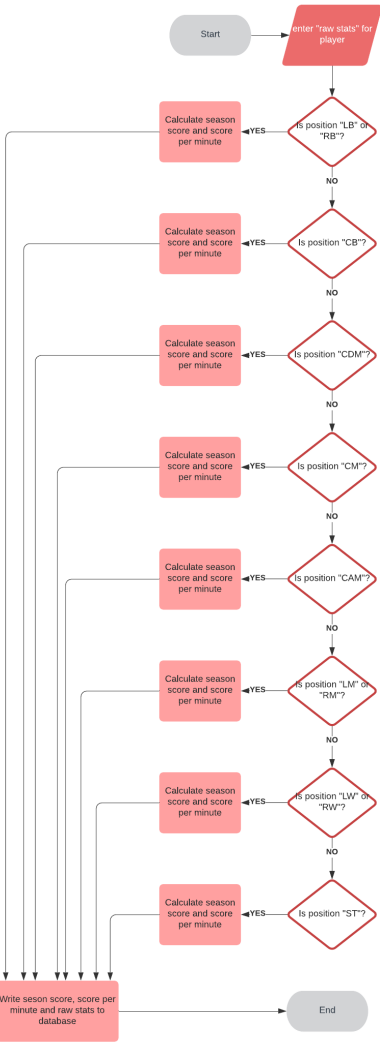 Start
enter "raw stats" for
player
Calculate season
score and score
per minute
YES
Is position "LB" or
"RB"?
NO
Calculate season
score and score
per minute
YES
Is position "CB"?
NO
Calculate season
score and score
per minute
YES
Is position "CDM"?
NO
Calculate season
score and score
per minute
YES
Is position "CM"?
NO
Calculate season
score and score
per minute
YES
Is position "CAM"?
NO
Calculate season
score and score
per minute
YES
Is position "LM" or
"RM"?
NO
Calculate season
score and score
per minute
YES
Is position "LW" or
"RW"?
NO
Calculate season
score and score
per minute
YES
Is position "ST"?
Write seson score, score per
minute and raw stats to
database
End